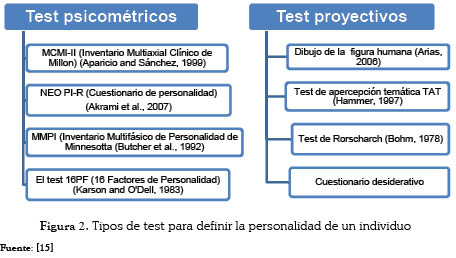 Test psicométricos
MCMI-II (Inventario Multiaxial Clínico de
Millon) (Aparicio and Sánchez, 1999)
NEO PI-R (Cuestionario de personalidad)
(Akrami et al., 2007)
MMPI (Inventario Multifásico de Personalidad de
Minnesotta (Butcher et al., 1992)
El test 16PF (16 Factores de Personalidad)
(Karson and O'Dell, 1983)
Test proyectivos
Dibujo de la figura humana (Arias,
2006)
Test de apercepción temática TAT
(Hammer, 1997)
Test de Rorscharch (Bohm, 1978)
Cuestionario desiderativo
Figura 2. Tipos de test para definir la personalidad de un individuo
Fuente: [15]